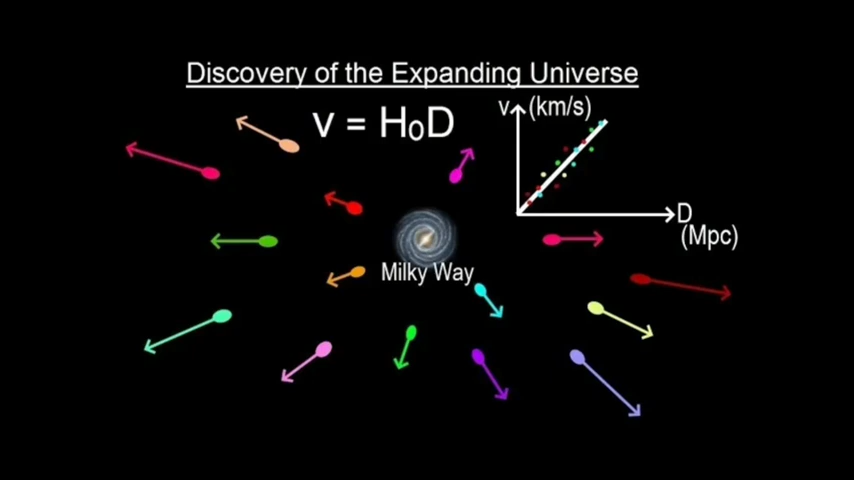 Discovery of the Expanding Universe
v = H₀D
v (km/s)
D
(Mpc)
Milky Way